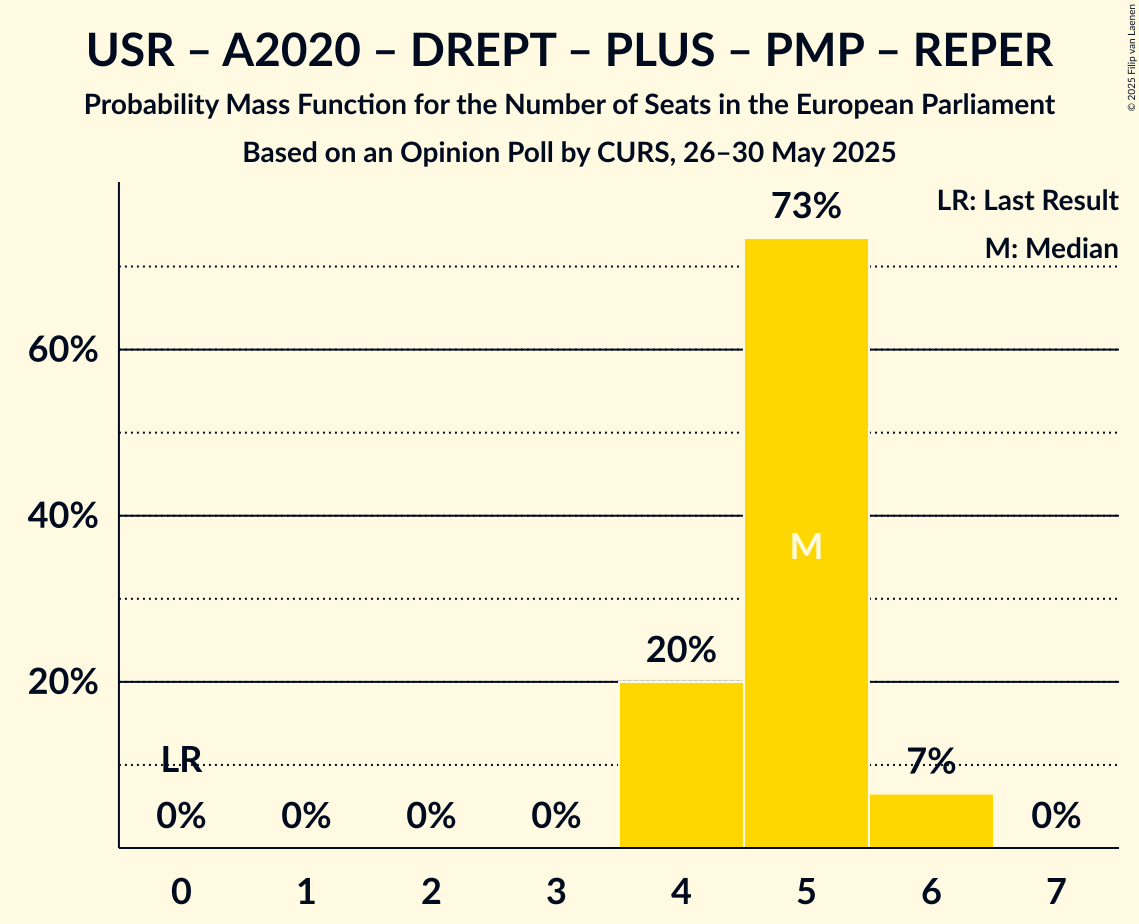 USR – A2020 – DREPT – PLUS – PMP – REPER
Probability Mass Function for the Number of Seats in the European Parliament
Based on an Opinion Poll by CURS, 26–30 May 2025
© 2025 Filip van Laenen
LR: Last Result
M: Median
73%
60%
40%
M
20%
20%
LR
7%
0% 0% 0% 0% 0%
0 1 2 3 4 5 6 7